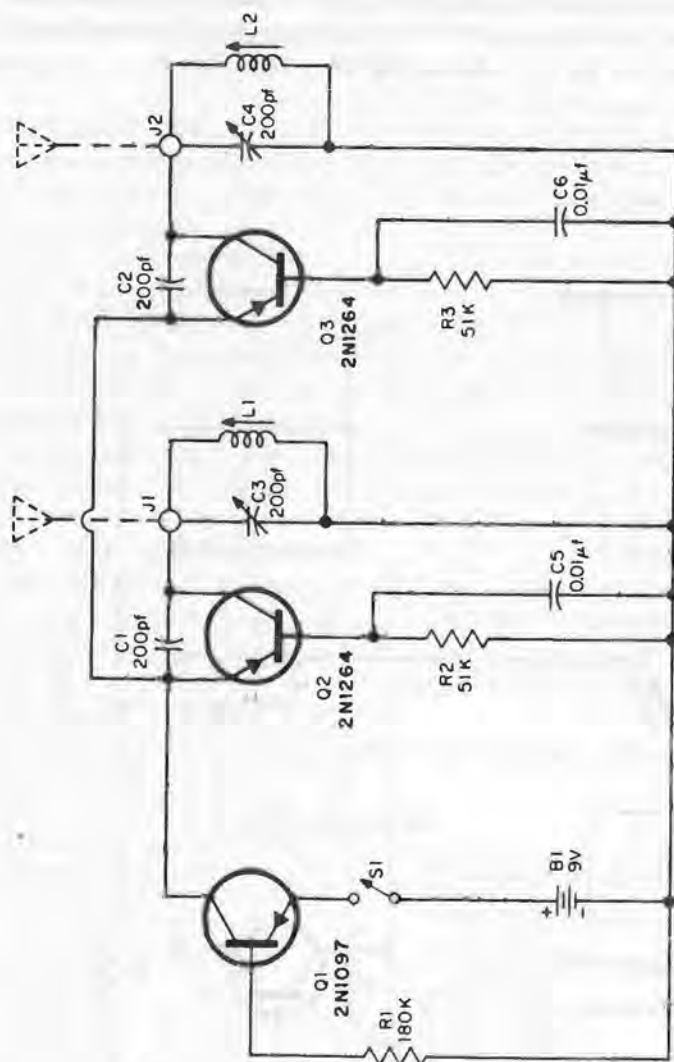 Q1
2N1097
R1
180K
S1
+
-
B1
9V
C1
200pf
Q2
2N1264
R2
51K
C5
0.01µf
J1
C3
200pf
L1
C2
200pf
Q3
2N1264
R3
51K
C6
0.01µf
J2
C4
200pf
L2